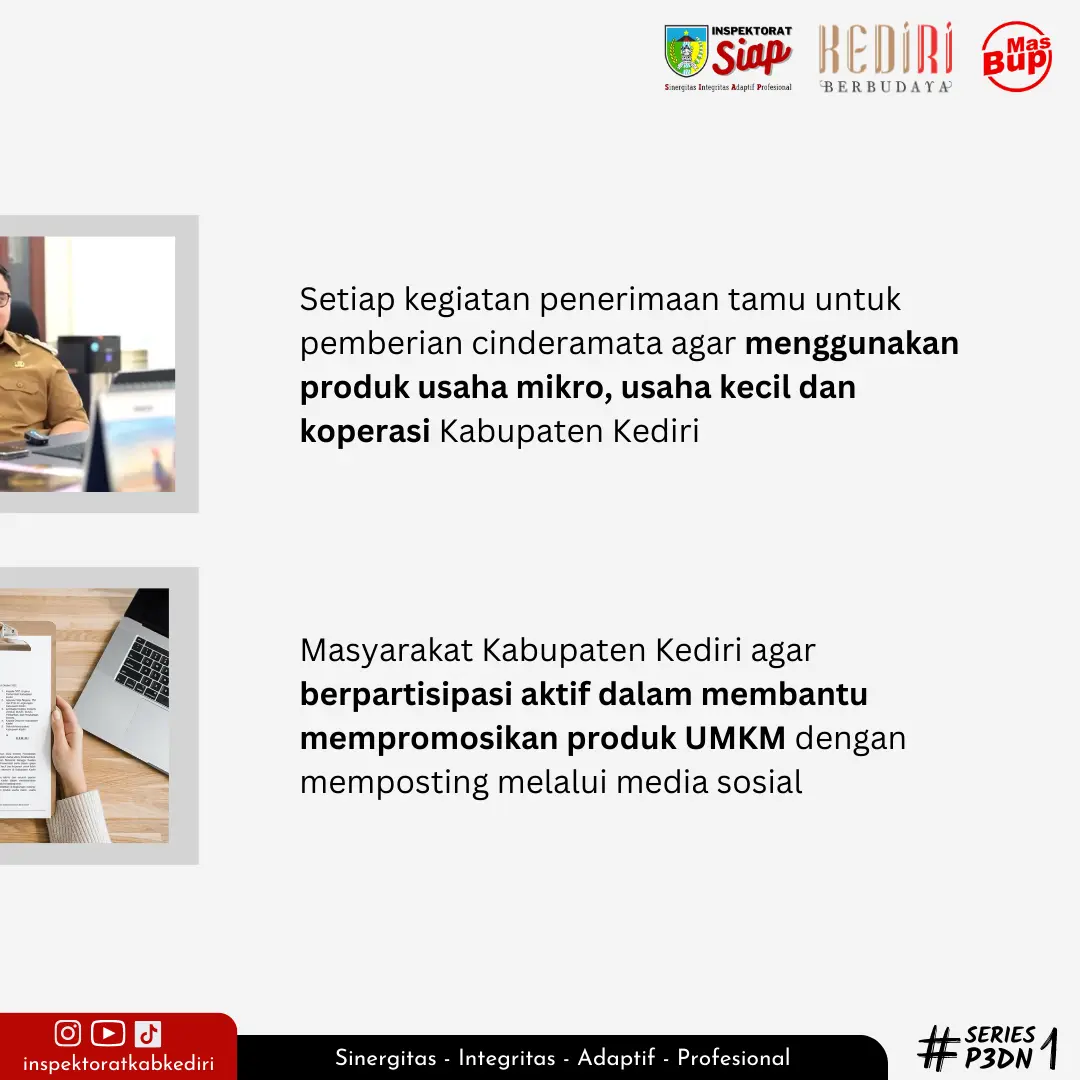 INSPEKTORAT
Siap
Sinergitas Integritas Adaptif Profesional
KEDIRI
BERBUDAYA
Mas
Bup
Setiap kegiatan penerimaan tamu untuk
pemberian cinderamata agar menggunakan
produk usaha mikro, usaha kecil dan
koperasi Kabupaten Kediri
Masyarakat Kabupaten Kediri agar
berpartisipasi aktif dalam membantu
mempromosikan produk UMKM dengan
memposting melalui media sosial
inspektoratkabkediri
Sinergitas - Integritas - Adaptif - Profesional
#SERIES P3DN 1